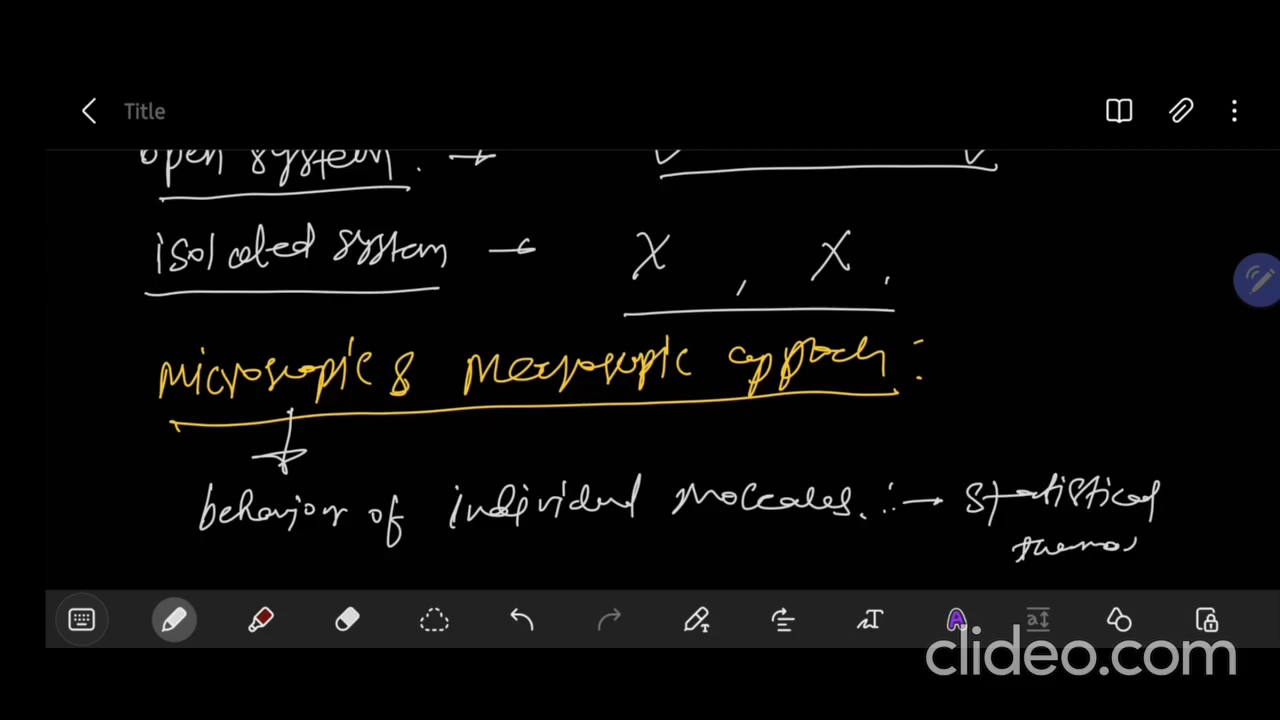 Title
open system. →
isolated system → X , X .
microscopic & macroscopic approach :
behavior of individual molecules. : → statistical
thermo
clideo.com